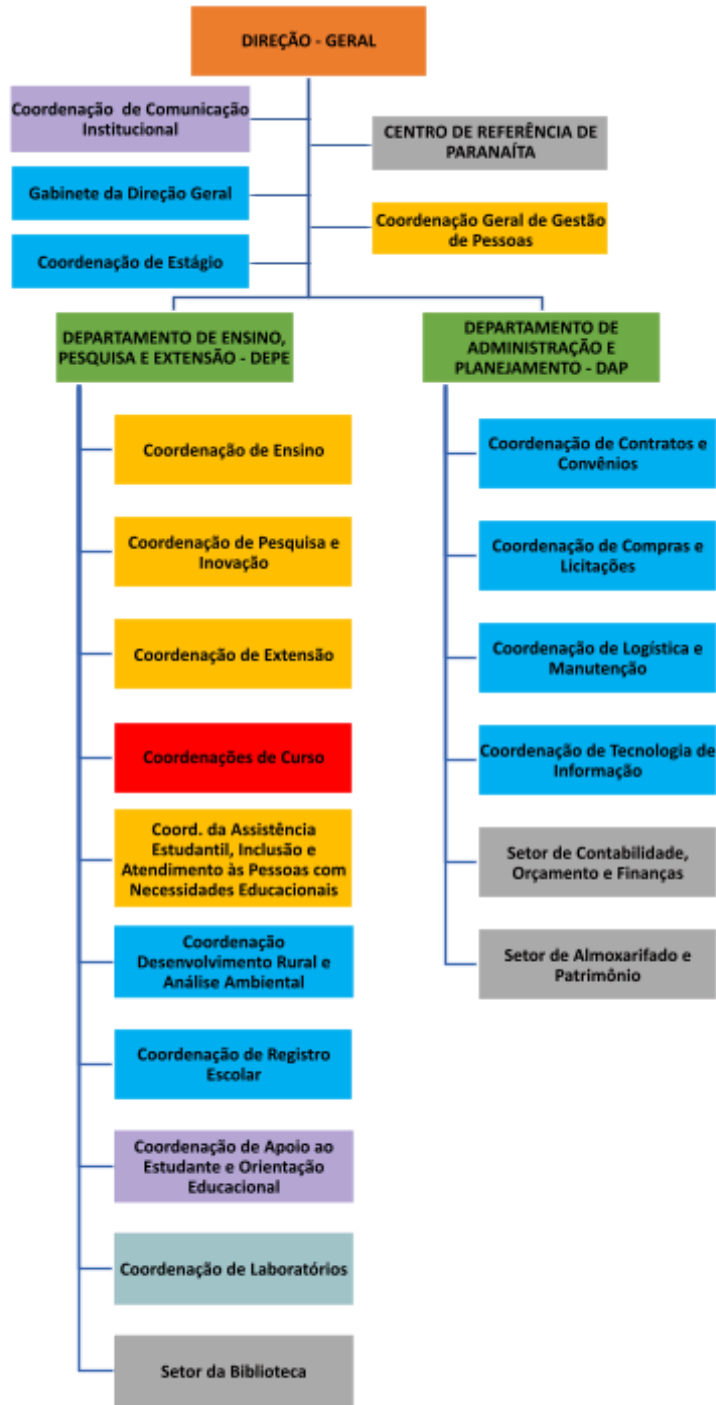 DIREÇÃO - GERAL
Coordenação de Comunicação
Institucional
CENTRO DE REFERÊNCIA DE
PARANAÍTA
Gabinete da Direção Geral
Coordenação Geral de Gestão
de Pessoas
Coordenação de Estágio
DEPARTAMENTO DE ENSINO,
PESQUISA E EXTENSÃO - DEPE
DEPARTAMENTO DE
ADMINISTRAÇÃO E
PLANEJAMENTO - DAP
Coordenação de Ensino
Coordenação de Pesquisa e
Inovação
Coordenação de Extensão
Coordenações de Curso
Coord. da Assistência
Estudantil, Inclusão e
Atendimento às Pessoas com
Necessidades Educacionais
Coordenação
Desenvolvimento Rural e
Análise Ambiental
Coordenação de Registro
Escolar
Coordenação de Apoio ao
Estudante e Orientação
Educacional
Coordenação de Laboratórios
Setor da Biblioteca
Coordenação de Contratos e
Convênios
Coordenação de Compras e
Licitações
Coordenação de Logística e
Manutenção
Coordenação de Tecnologia de
Informação
Setor de Contabilidade,
Orçamento e Finanças
Setor de Almoxarifado e
Patrimônio